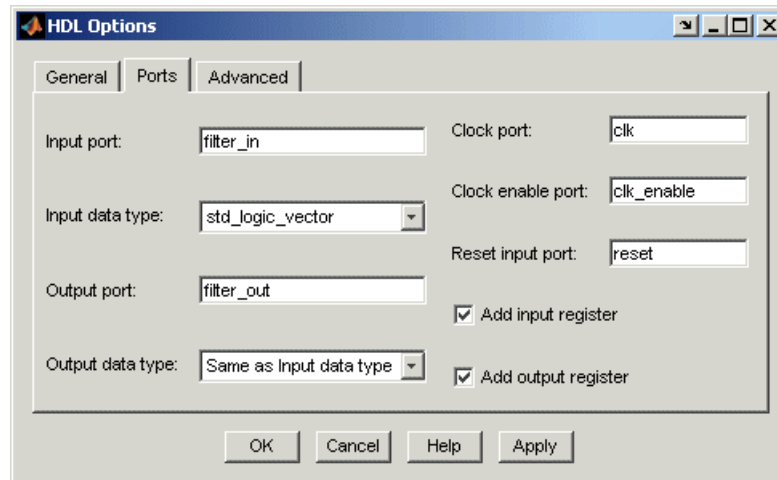 HDL Options
General Ports Advanced
Input port: filter_in
Clock port: clk
Input data type: std_logic_vector
Clock enable port: clk_enable
Reset input port: reset
Output port: filter_out
Add input register
Output data type: Same as Input data type
Add output register
OK Cancel Help Apply